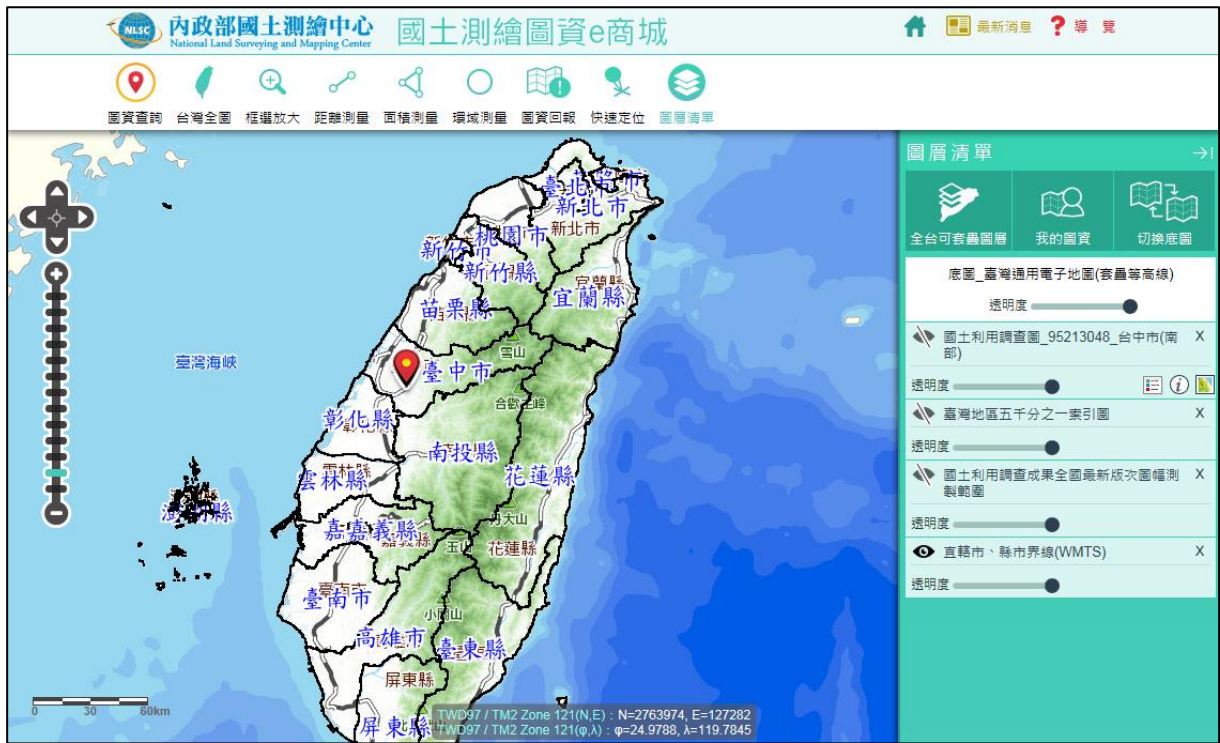 NLSC
內政部國土測繪中心
National Land Surveying and Mapping Center
國土測繪圖資e商城
最新消息
? 導 覽
圖資查詢 台灣全圖 框選放大 距離測量 面積測量 環域測量 圖資回報 快速定位 圖層清單
圖層清單
全台可套疊圖層 我的圖資 切換底圖
底圖_臺灣通用電子地圖(套疊等高線)
透明度
國土利用調查圖_95213048_台中市(南部) X
透明度
臺灣地區五千分之一索引圖 X
透明度
國土利用調查成果全國最新版次圖幅測製範圍 X
透明度
直轄市、縣市界線(WMTS) X
透明度
新北市
新北市
桃園市
新竹市
新竹縣
宜蘭縣
苗栗縣
雪山
臺灣海峽
臺中市
合歡主峰
彰化縣
南投縣
花蓮縣
雲林縣
澎湖縣
嘉義縣
玉山
花蓮縣
臺南市
高雄市
臺東縣
屏東縣
屏東縣
0 30 60km
TWD97 / TM2 Zone 121(N,E) : N=2763974, E=127282
TWD97 / TM2 Zone 121(φ,λ) : φ=24.9788, λ=119.7845